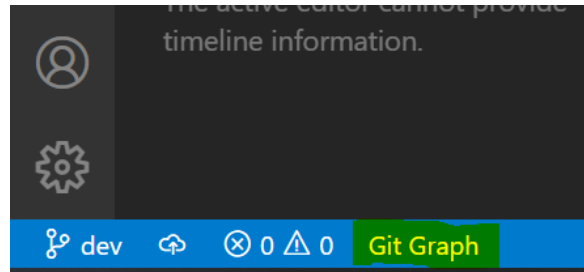 The active editor cannot provide
timeline information.
dev 0 0 Git Graph